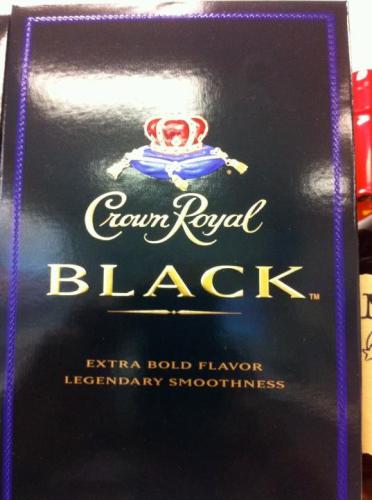 Crown Royal
BLACK™
EXTRA BOLD FLAVOR
LEGENDARY SMOOTHNESS